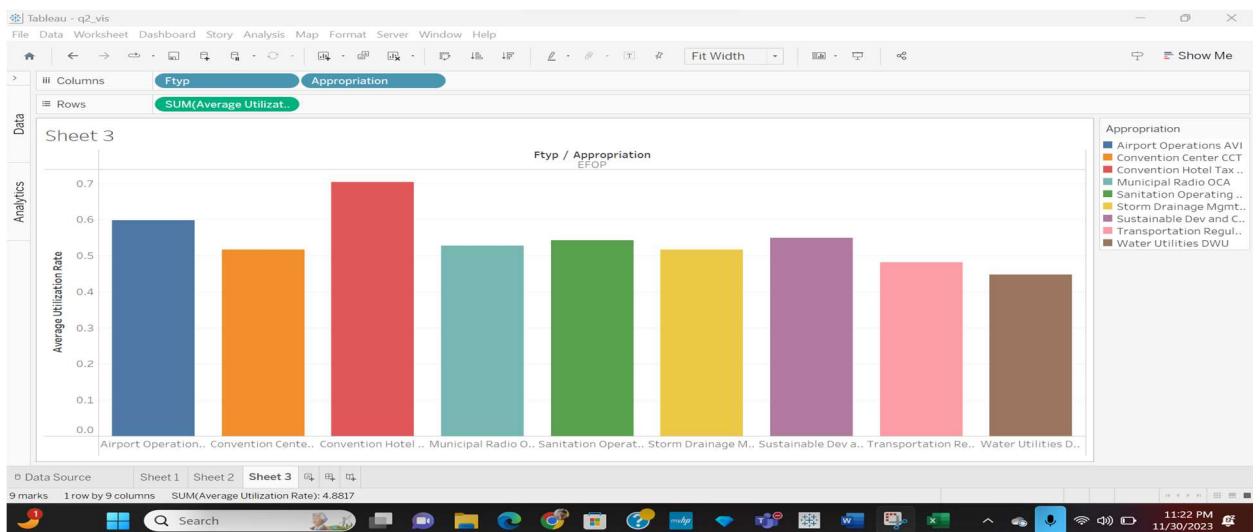 Tableau - q2_vis
File Data Worksheet Dashboard Story Analysis Map Format Server Window Help
Fit Width
Show Me
Columns Ftyp Appropriation
Rows SUM(Average Utilizat..
Data
Analytics
Sheet 3
Ftyp / Appropriation
EFOP
Average Utilization Rate
0.7
0.6
0.5
0.4
0.3
0.2
0.1
0.0
Airport Operation.. Convention Cente.. Convention Hotel .. Municipal Radio O.. Sanitation Operat.. Storm Drainage M.. Sustainable Dev a.. Transportation Re.. Water Utilities D..
Appropriation
Airport Operations AVI
Convention Center CCT
Convention Hotel Tax ..
Municipal Radio OCA
Sanitation Operating ..
Storm Drainage Mgmt..
Sustainable Dev and C..
Transportation Regul..
Water Utilities DWU
Data Source Sheet 1 Sheet 2 Sheet 3
9 marks 1 row by 9 columns SUM(Average Utilization Rate): 4.8817
1
Search
mvhp
11:22 PM
11/30/2023